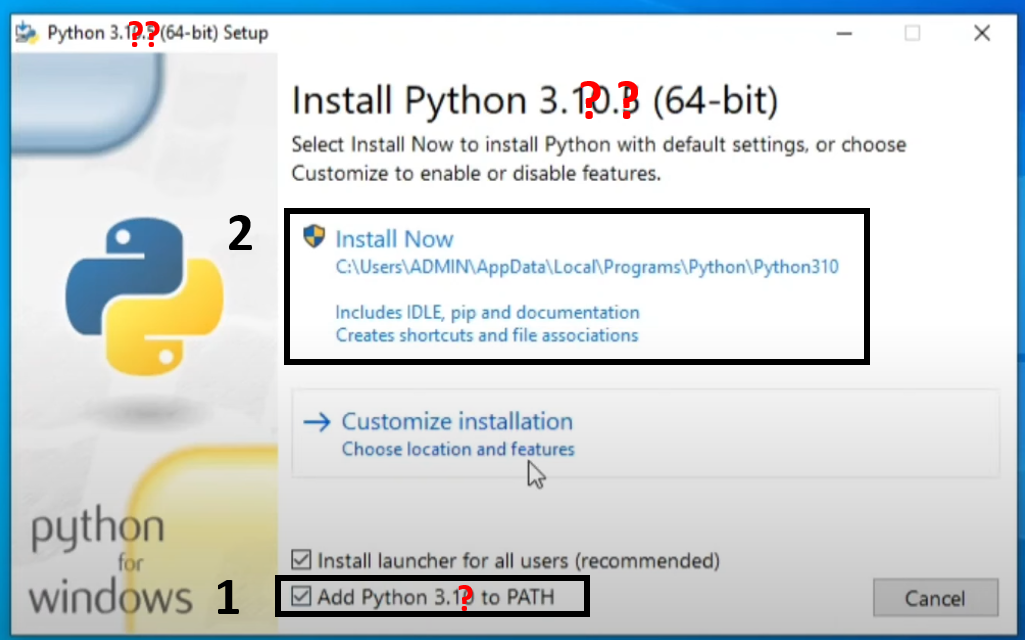 Python 3.1??(64-bit) Setup
Install Python 3.1?.? (64-bit)
Select Install Now to install Python with default settings, or choose
Customize to enable or disable features.
2
Install Now
C:\Users\ADMIN\AppData\Local\Programs\Python\Python310
Includes IDLE, pip and documentation
Creates shortcuts and file associations
Customize installation
Choose location and features
python
for
windows
Install launcher for all users (recommended)
1
Add Python 3.1? to PATH
Cancel